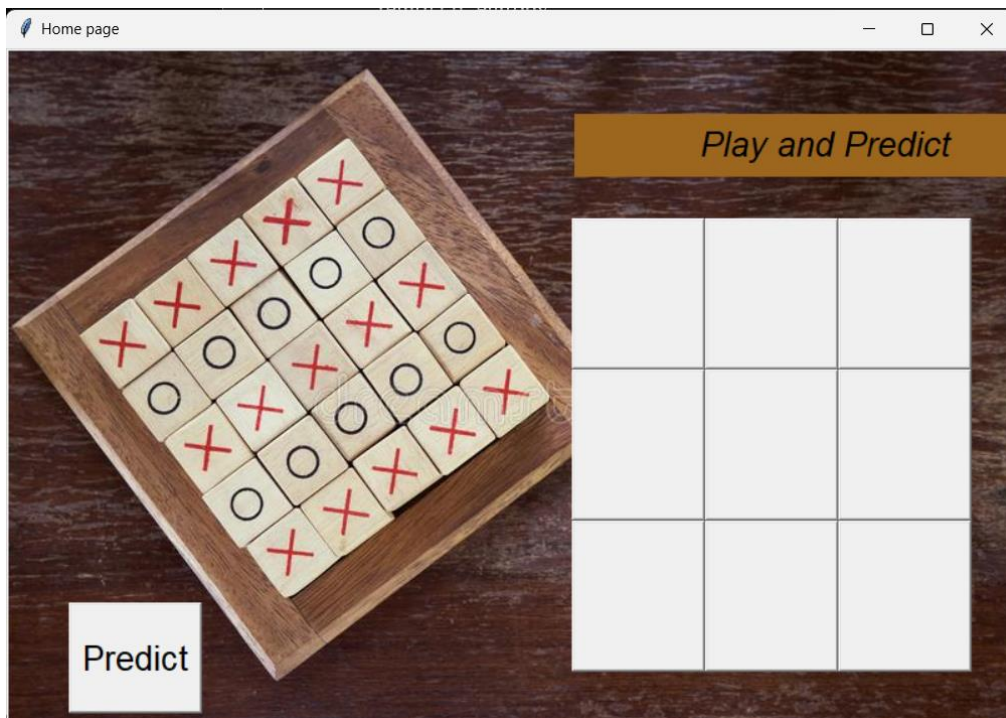 Home page
Play and Predict
X
X O
X O X
X O X O
X O X O X
O X O X
X O X
O X
X
Predict